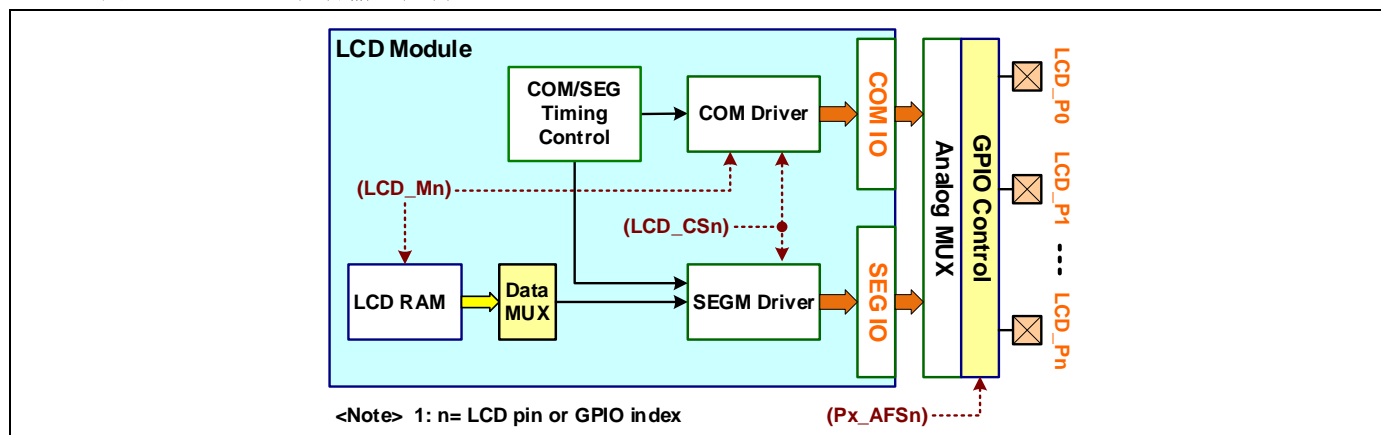 LCD Module
COM/SEG
Timing
Control
COM Driver
COM IO
Analog MUX
GPIO Control
LCD_P0
LCD_P1
LCD_Pn
(LCD_Mn)
(LCD_CSn)
LCD RAM
Data
MUX
SEGM Driver
SEG IO
<Note> 1: n= LCD pin or GPIO index
(Px_AFSn)